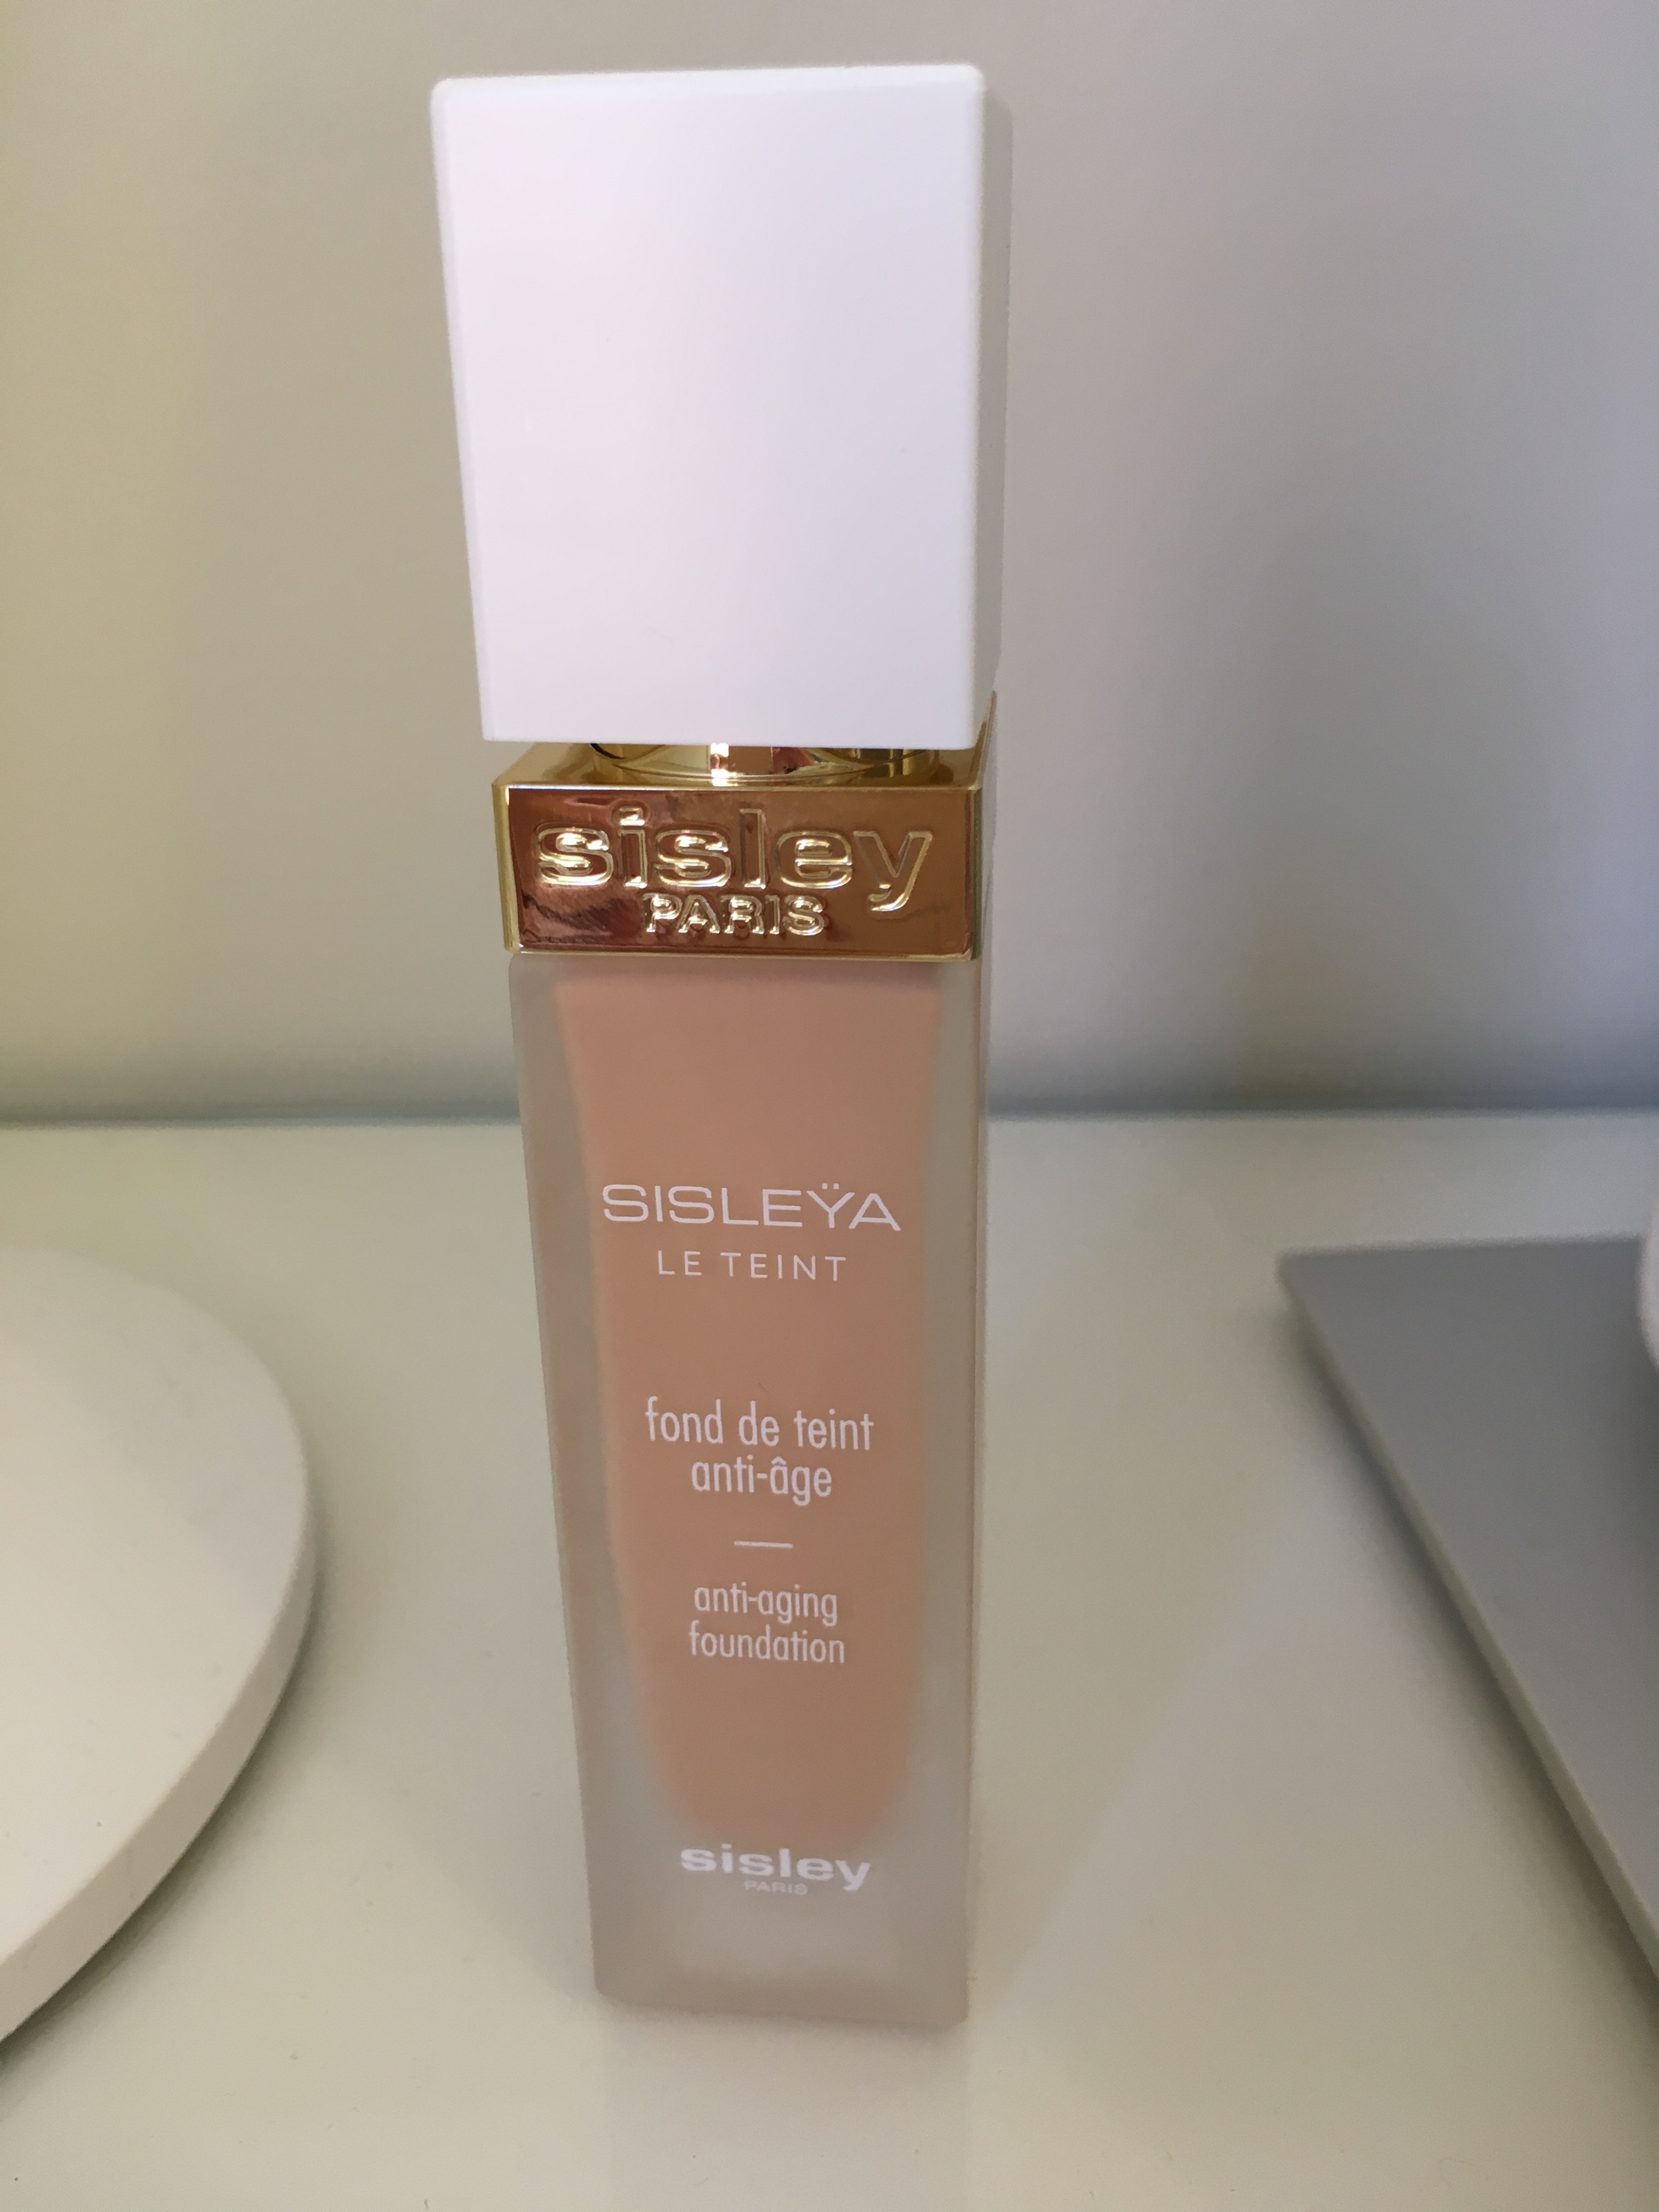 sisley
PARIS
SISLEŸA
LE TEINT
fond de teint
anti-âge
anti-aging
foundation
sisley
PARIS